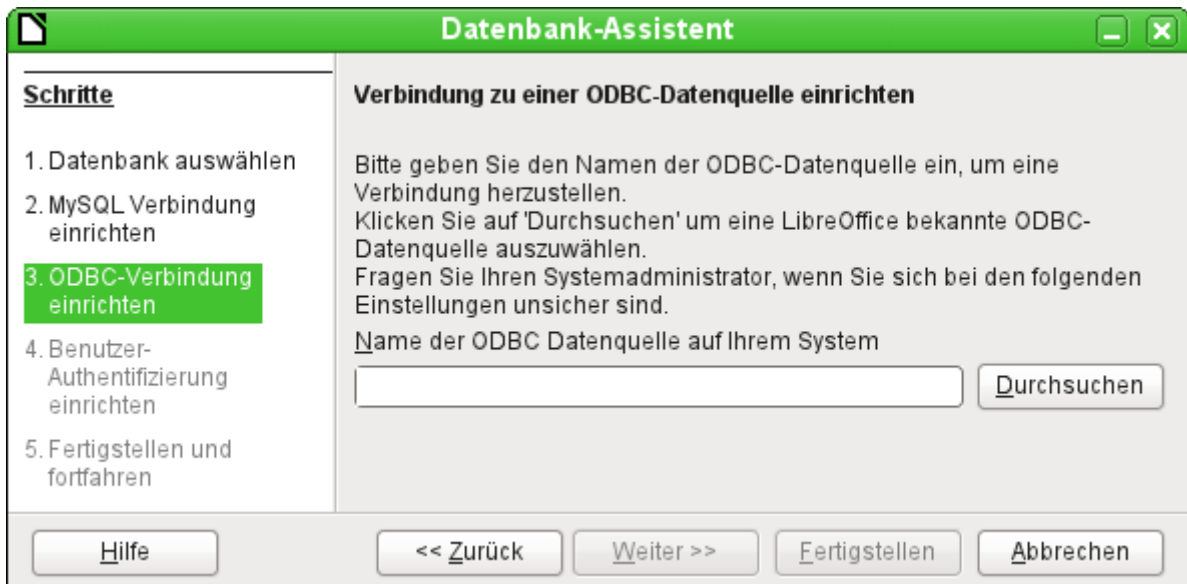 Datenbank-Assistent
Schritte
1. Datenbank auswählen
2. MySQL Verbindung
einrichten
3. ODBC-Verbindung
einrichten
4. Benutzer-
Authentifizierung
einrichten
5. Fertigstellen und
fortfahren
Verbindung zu einer ODBC-Datenquelle einrichten
Bitte geben Sie den Namen der ODBC-Datenquelle ein, um eine
Verbindung herzustellen.
Klicken Sie auf 'Durchsuchen' um eine LibreOffice bekannte ODBC-
Datenquelle auszuwählen.
Fragen Sie Ihren Systemadministrator, wenn Sie sich bei den folgenden
Einstellungen unsicher sind.
Name der ODBC Datenquelle auf Ihrem System
Durchsuchen
Hilfe
<< Zurück
Weiter >>
Fertigstellen
Abbrechen